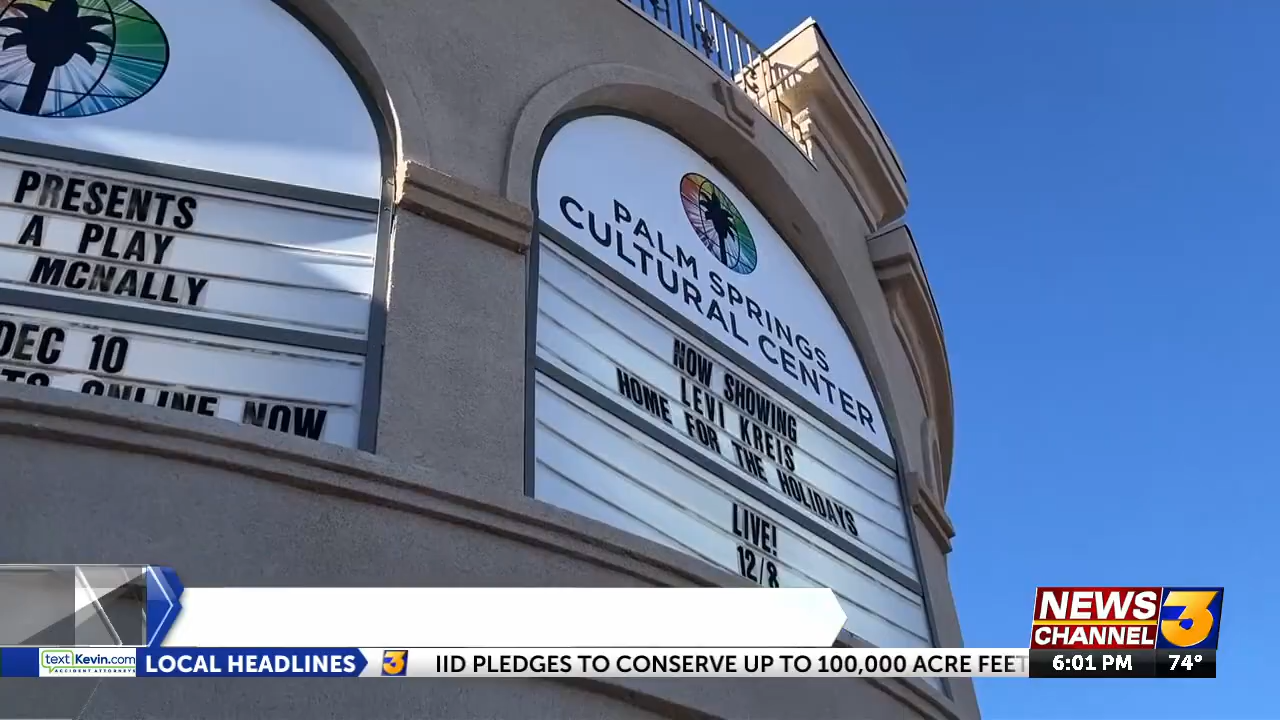 PRESENTS
A PLAY
MCNALLY
DEC 10
ONLINE NOW
PALM SPRINGS
CULTURAL CENTER
NOW SHOWING
LEVI KREIS
HOME FOR THE HOLIDAYS
LIVE!
12/8
NEWS
CHANNEL 3
6:01 PM 74°
textKevin.com
ACCIDENT ATTORNEYS
LOCAL HEADLINES
3
IID PLEDGES TO CONSERVE UP TO 100,000 ACRE FEET